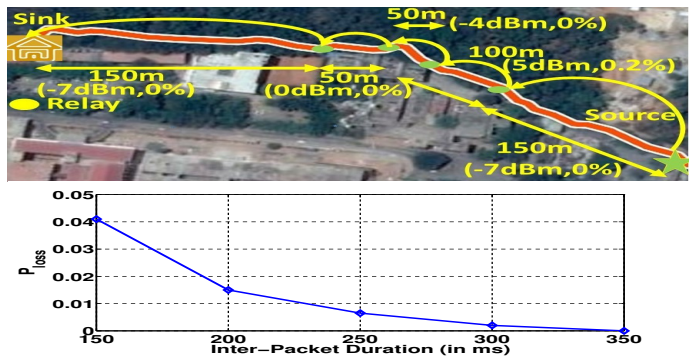 Sink
50m
(-4dBm,0%)
100m
(5dBm,0.2%)
150m
(-7dBm,0%)
50m
(0dBm,0%)
Relay
Source
150m
(-7dBm,0%)
0.05
0.04
0.03
0.02
0.01
0
P_loss
150 200 250 300 350
Inter-Packet Duration (in ms)